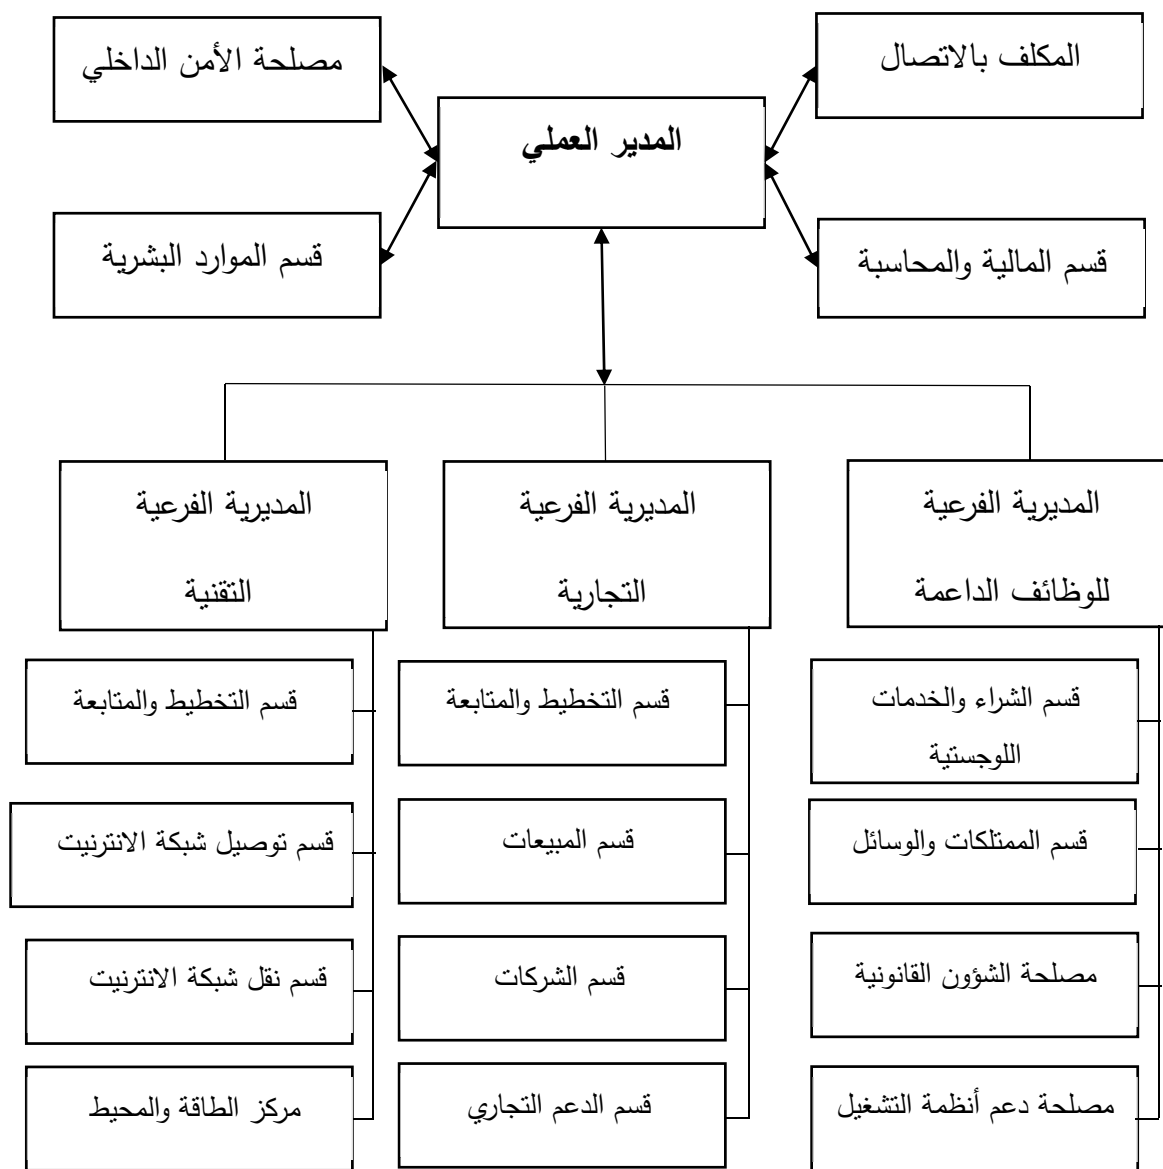 المكلف بالاتصال
مصلحة الأمن الداخلي
المدير العملي
قسم المالية والمحاسبة
قسم الموارد البشرية
المديرية الفرعية
للوظائف الداعمة
المديرية الفرعية
التجارية
المديرية الفرعية
التقنية
قسم الشراء والخدمات
اللوجستية
قسم الممتلكات والوسائل
مصلحة الشؤون القانونية
مصلحة دعم أنظمة التشغيل
قسم التخطيط والمتابعة
قسم المبيعات
قسم الشركات
قسم الدعم التجاري
قسم التخطيط والمتابعة
قسم توصيل شبكة الانترنيت
قسم نقل شبكة الانترنيت
مركز الطاقة والمحيط